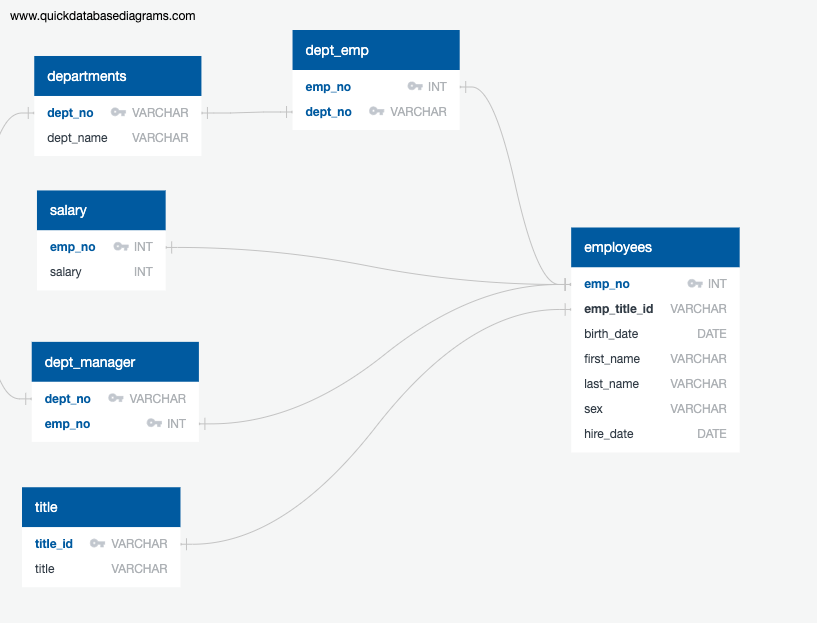 www.quickdatabasediagrams.com
departments
dept_no VARCHAR
dept_name VARCHAR
dept_emp
emp_no INT
dept_no VARCHAR
salary
emp_no INT
salary INT
employees
emp_no INT
emp_title_id VARCHAR
birth_date DATE
first_name VARCHAR
last_name VARCHAR
sex VARCHAR
hire_date DATE
dept_manager
dept_no VARCHAR
emp_no INT
title
title_id VARCHAR
title VARCHAR